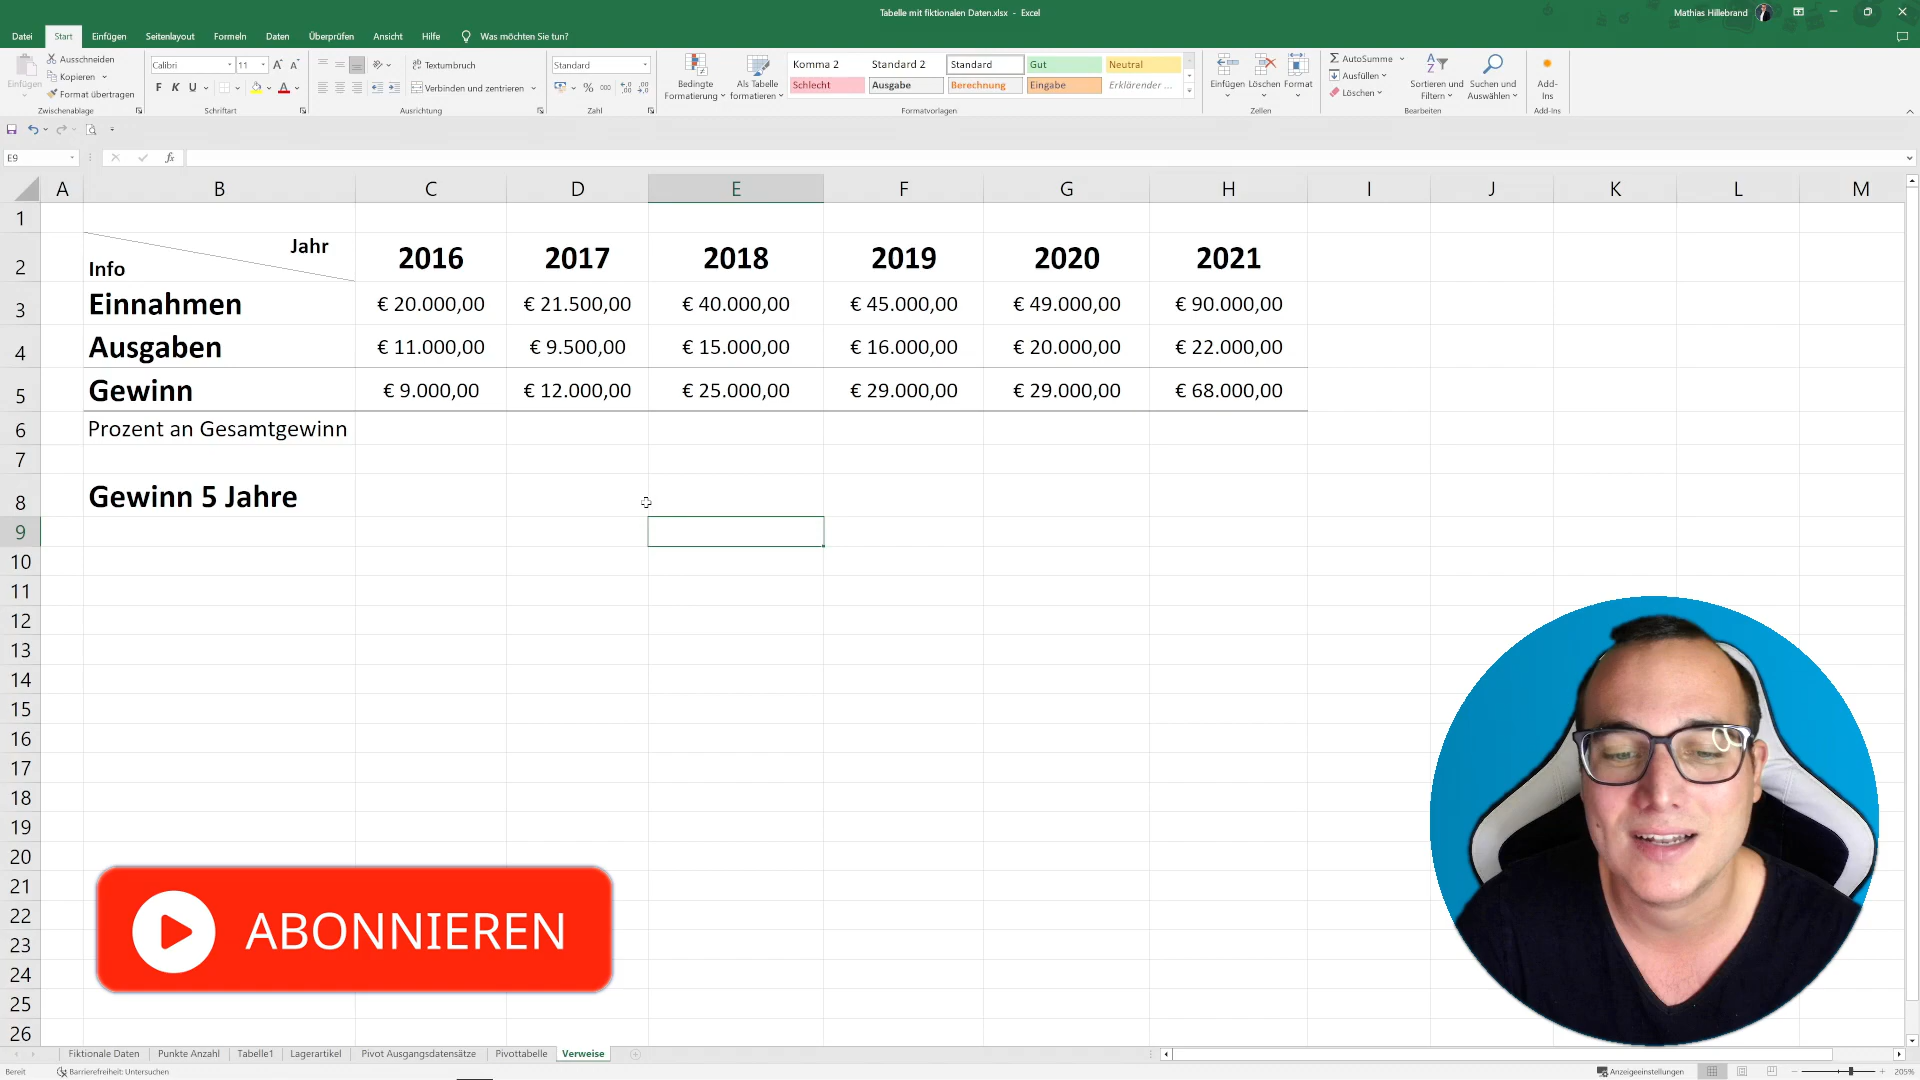 Tabelle mit fiktionalen Daten.xlsx - Excel
Mathias Hillebrand
Datei Start Einfügen Seitenlayout Formeln Daten Überprüfen Ansicht Hilfe Was möchten Sie tun?
Einfügen
Ausschneiden
Kopieren
Format übertragen
Zwischenablage
Calibri 11
F K U
Schriftart
Textumbruch
Verbinden und zentrieren
Ausrichtung
Standard
% 000
Zahl
Bedingte Formatierung
Als Tabelle formatieren
Komma 2 Standard 2 Standard Gut Neutral
Schlecht Ausgabe Berechnung Eingabe Erklärender ...
Formatvorlagen
Einfügen Löschen Format
Zellen
AutoSumme
Ausfüllen
Löschen
Sortieren und Filtern
Suchen und Auswählen
Bearbeiten
Add-Ins
Add-Ins
E9 fx
A B C D E F G H I J K L M
1
2 Info Jahr 2016 2017 2018 2019 2020 2021
3 Einnahmen € 20.000,00 € 21.500,00 € 40.000,00 € 45.000,00 € 49.000,00 € 90.000,00
4 Ausgaben € 11.000,00 € 9.500,00 € 15.000,00 € 16.000,00 € 20.000,00 € 22.000,00
5 Gewinn € 9.000,00 € 12.000,00 € 25.000,00 € 29.000,00 € 29.000,00 € 68.000,00
6 Prozent an Gesamtgewinn
7
8 Gewinn 5 Jahre
9
10
11
12
13
14
15
16
17
18
19
20
21
22
23
24
25
26
ABONNIEREN
Fiktionale Daten Punkte Anzahl Tabelle1 Lagerartikel Pivot Ausgangsdatensätze Pivottabelle Verweise
Bereit Barrierefreiheit: Untersuchen
Anzeigeeinstellungen 205%